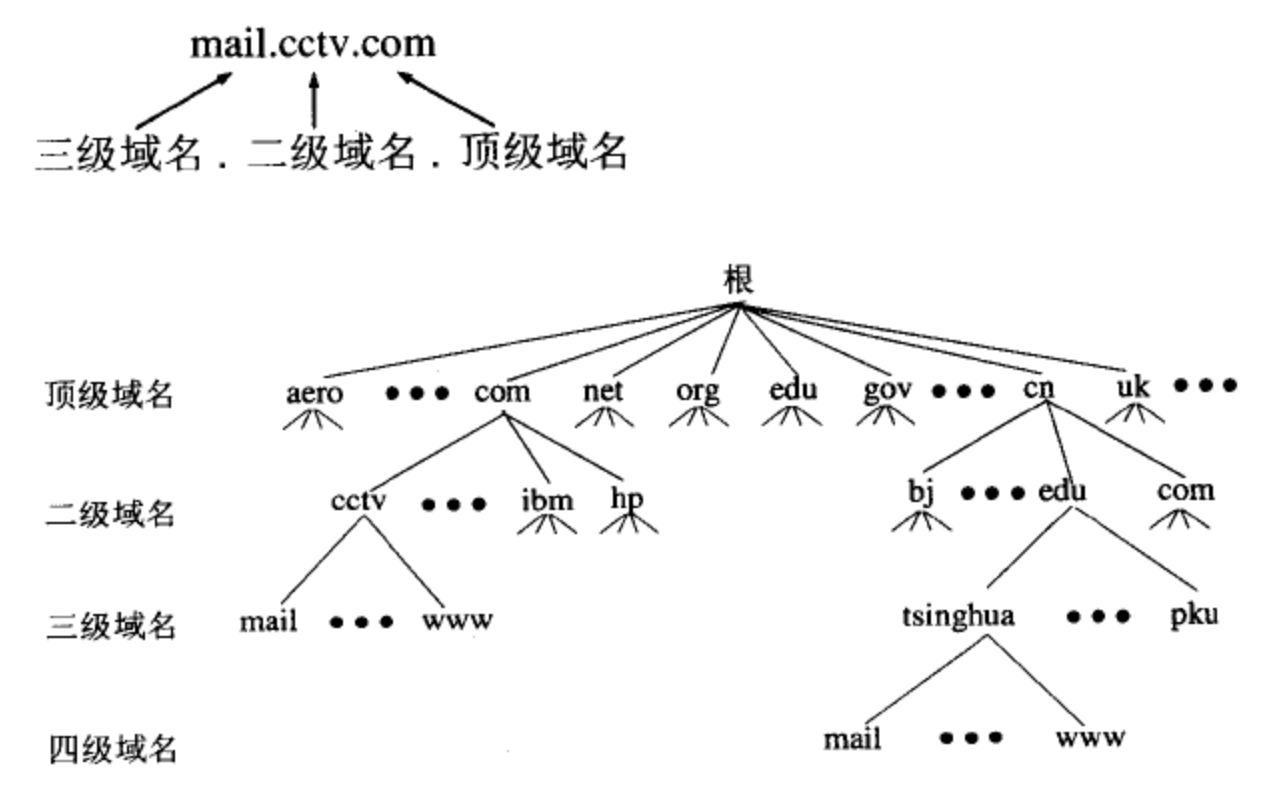 mail.cctv.com
三级域名 . 二级域名 . 顶级域名
根
顶级域名 aero ••• com net org edu gov ••• cn uk •••
二级域名 cctv ••• ibm hp bj ••• edu com
三级域名 mail ••• www tsinghua ••• pku
四级域名 mail ••• www